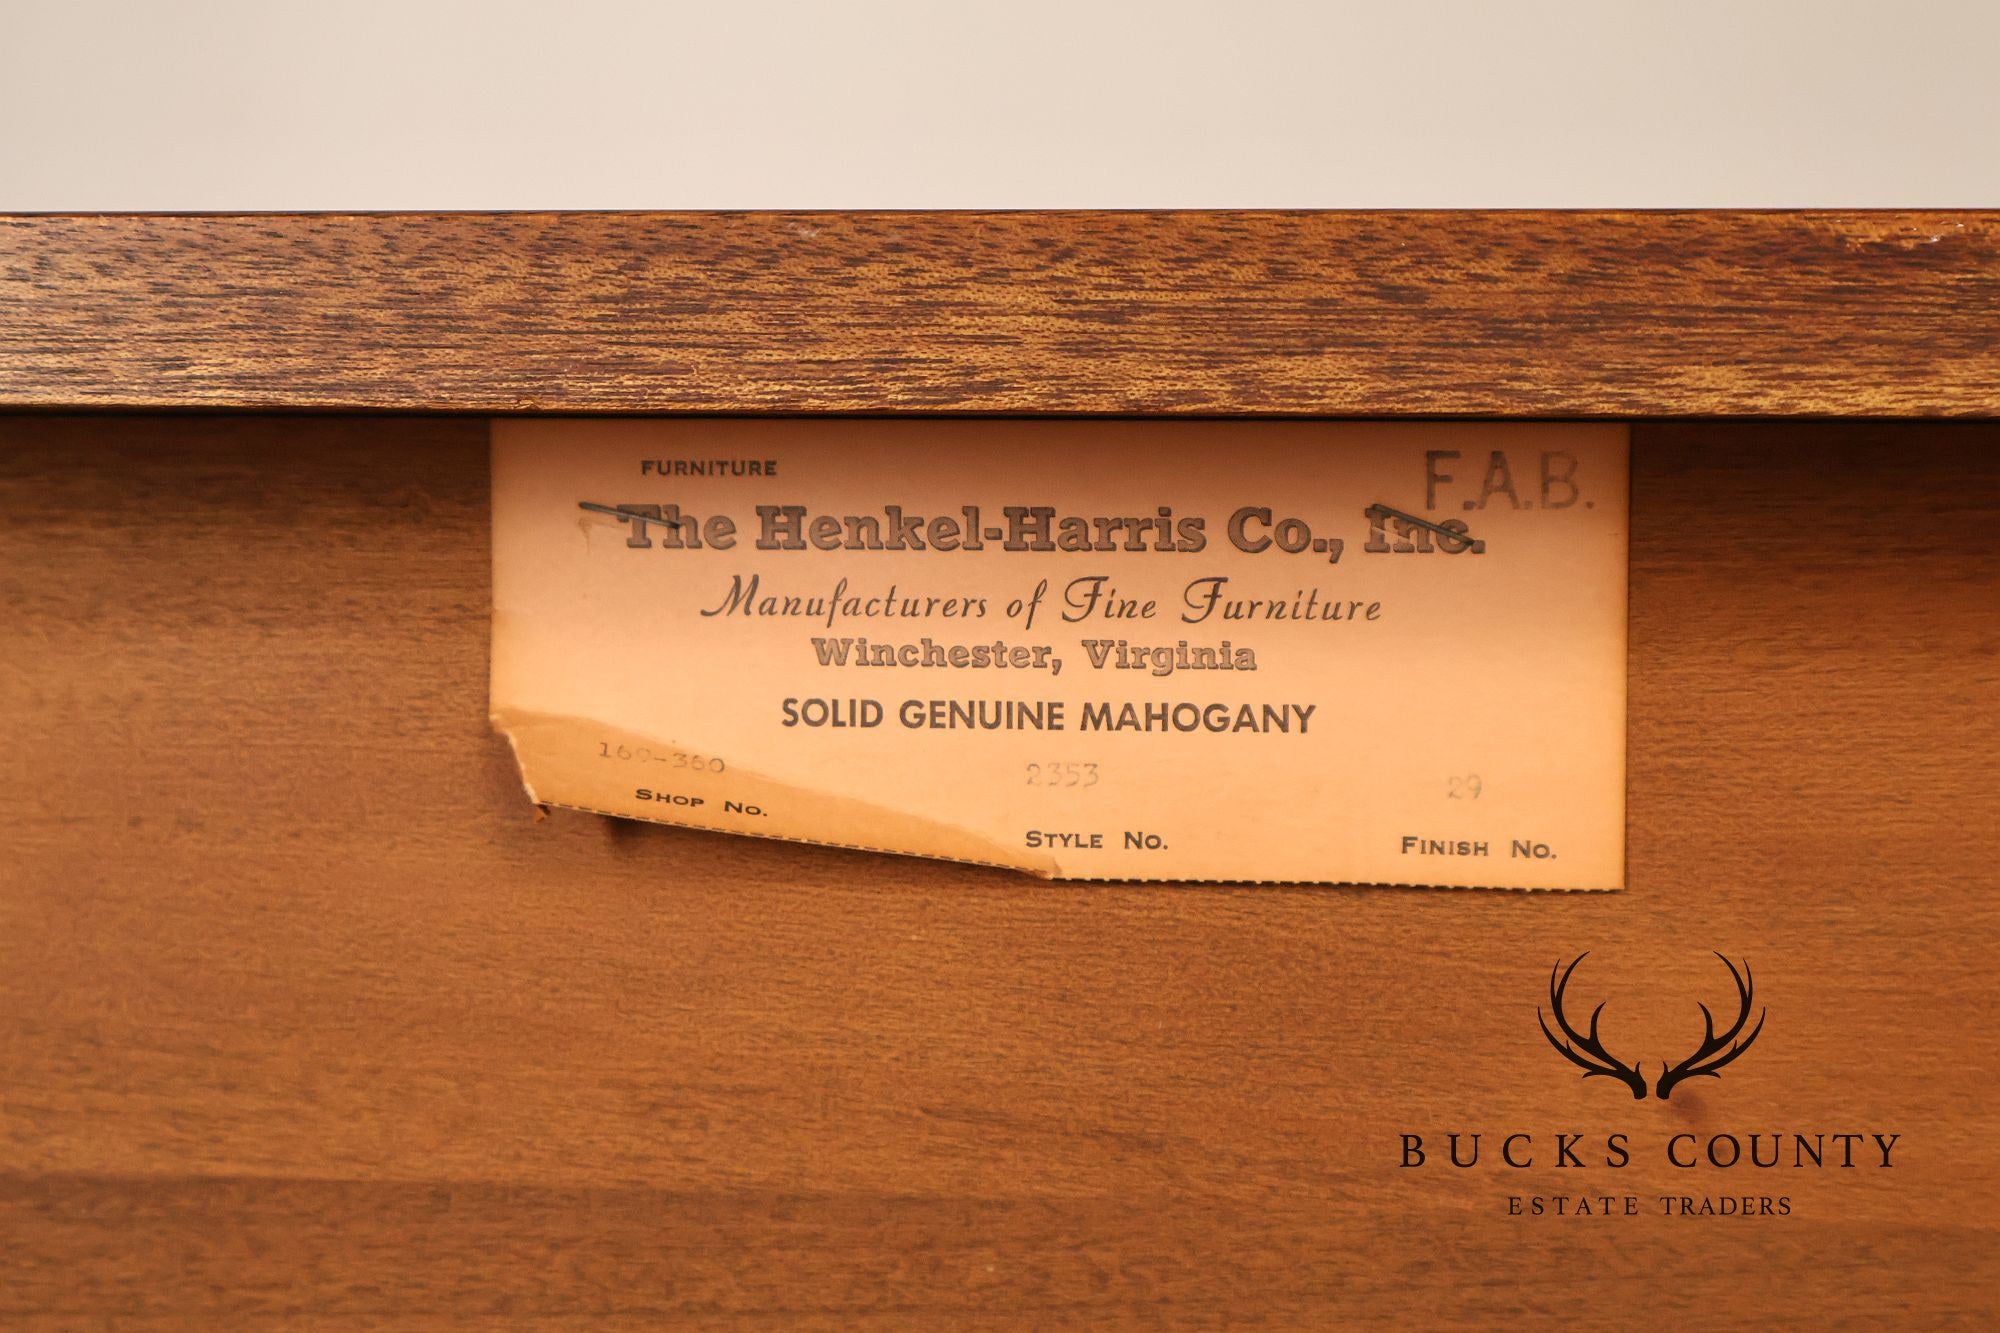 FURNITURE
F.A.B.
The Henkel-Harris Co., Inc.
Manufacturers of Fine Furniture
Winchester, Virginia
SOLID GENUINE MAHOGANY
160-360 2353 29
SHOP NO. STYLE NO. FINISH NO.
BUCKS COUNTY
ESTATE TRADERS